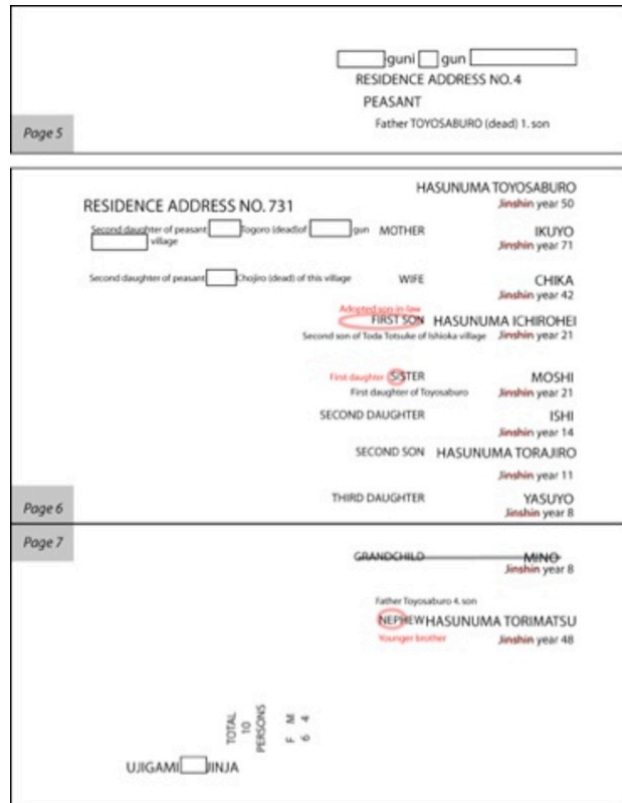 guni gun
RESIDENCE ADDRESS NO. 4
PEASANT
Father TOYOSABURO (dead) 1. son
Page 5
HASUNUMA TOYOSABURO
RESIDENCE ADDRESS NO. 731
Jinshin year 50
Second daughter of peasant Togoro (dead)of gun MOTHER IKUYO
village
Jinshin year 71
Second daughter of peasant Chojiro (dead) of this village WIFE CHIKA
Jinshin year 42
Adopted son-in-law
FIRST SON HASUNUMA ICHIROHEI
Second son of Toda Totsuke of Ishioka village Jinshin year 21
First daughter SISTER MOSHI
First daughter of Toyosaburo Jinshin year 21
SECOND DAUGHTER ISHI
Jinshin year 14
SECOND SON HASUNUMA TORAJIRO
Jinshin year 11
THIRD DAUGHTER YASUYO
Page 6
Jinshin year 8
Page 7
GRANDCHILD MINO
Jinshin year 8
Father Toyosaburo 4. son
NEPHEW HASUNUMA TORIMATSU
Younger brother Jinshin year 48
TOTAL
10
PERSONS
F M
6 4
UJIGAMI JINJA